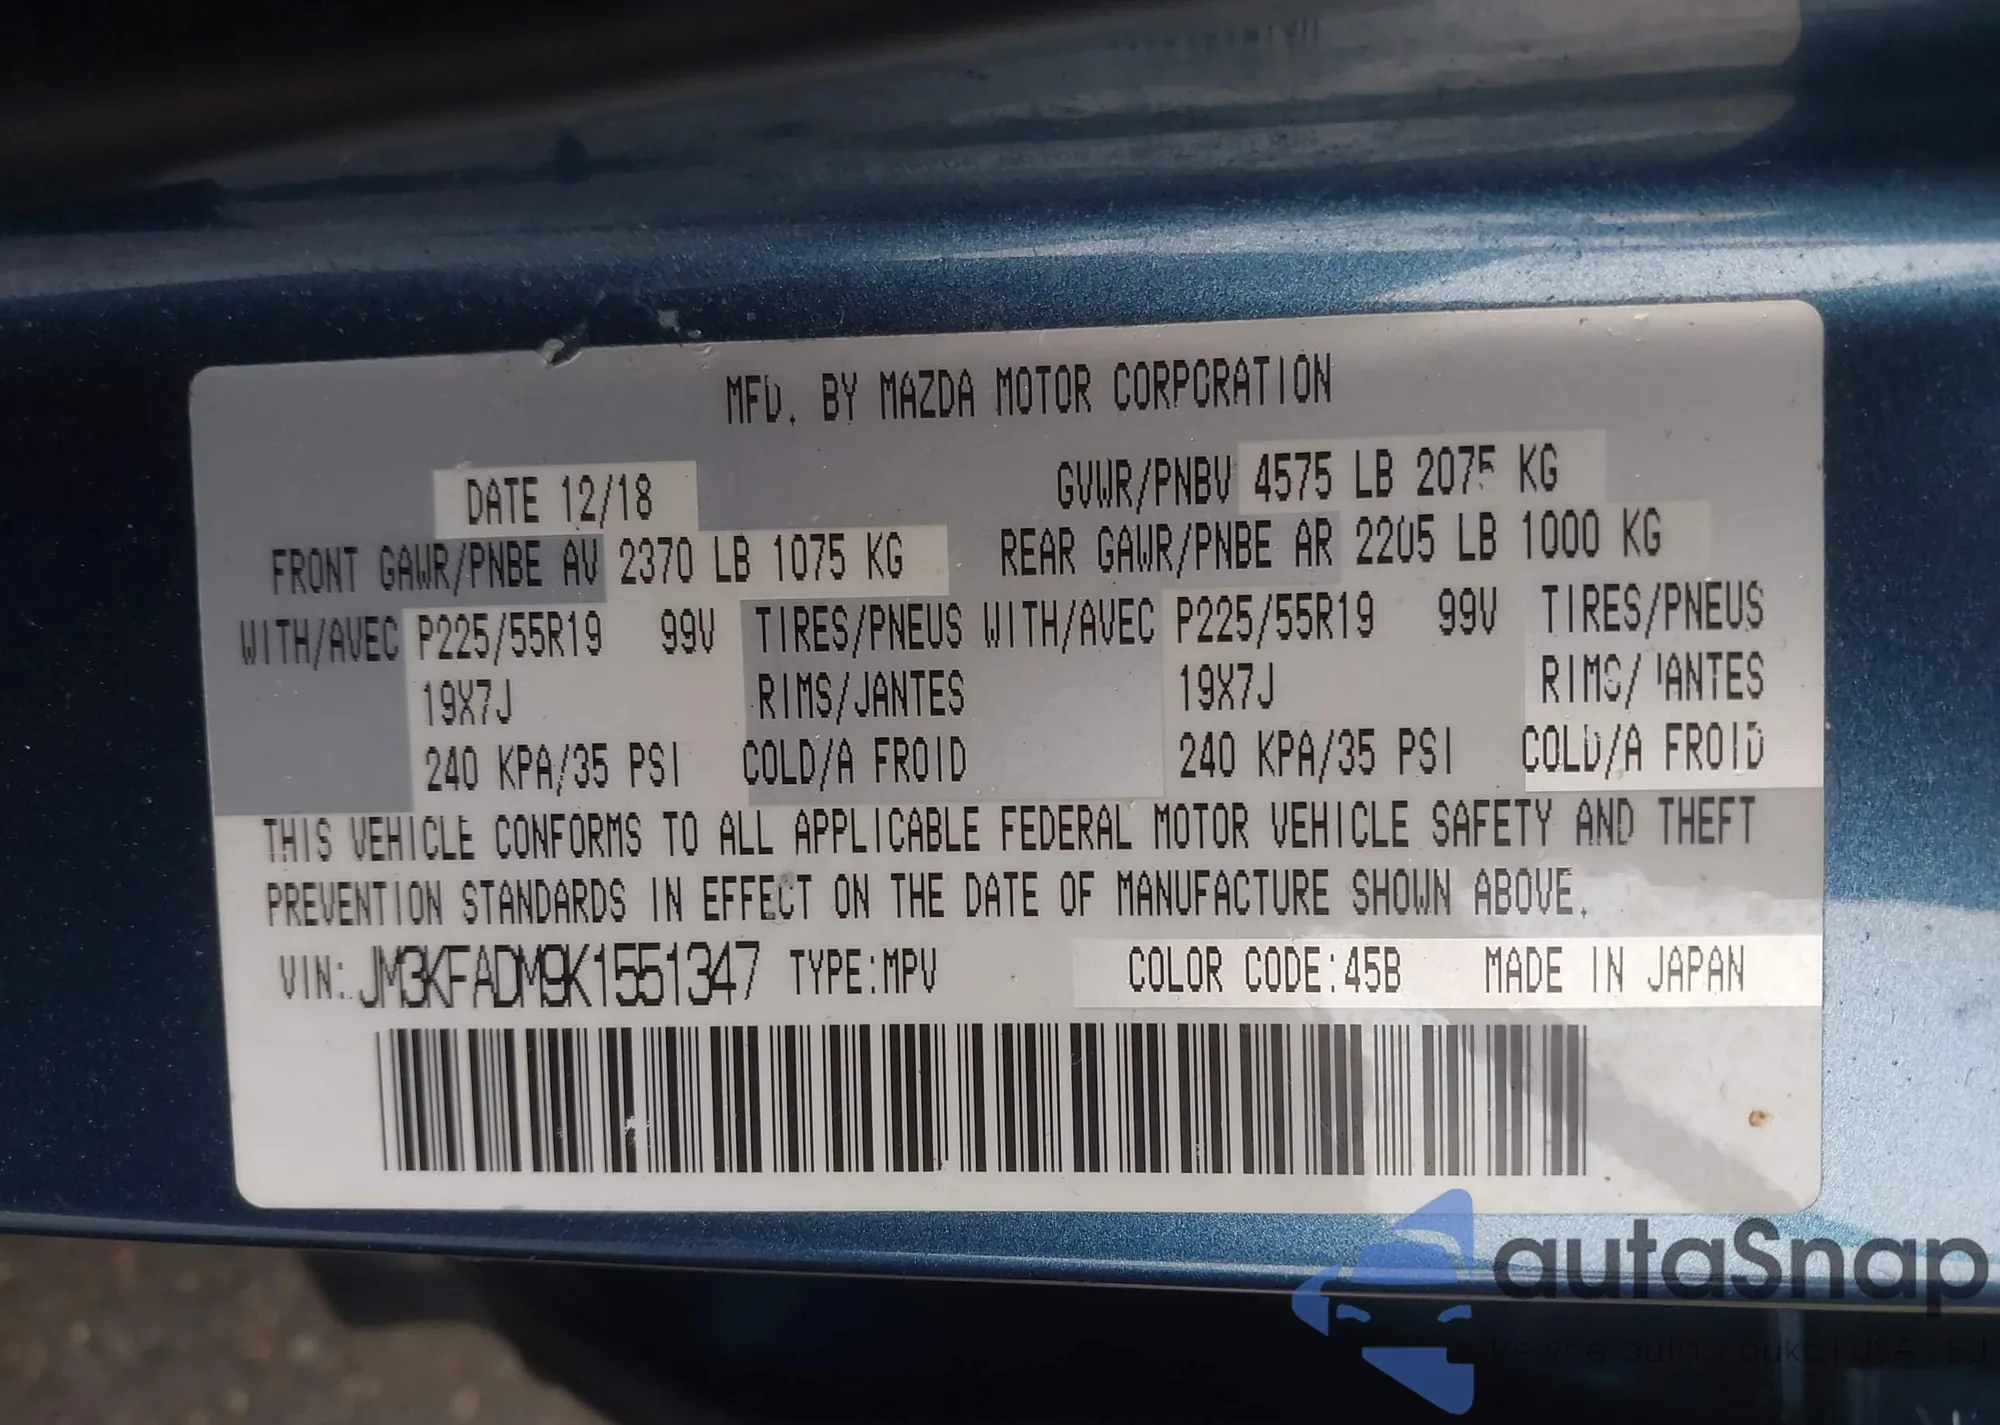 MFD. BY MAZDA MOTOR CORPORATION
DATE 12/18 GVWR/PNBV 4575 LB 2075 KG
FRONT GAWR/PNBE AV 2370 LB 1075 KG REAR GAWR/PNBE AR 2205 LB 1000 KG
WITH/AVEC P225/55R19 99V TIRES/PNEUS WITH/AVEC P225/55R19 99V TIRES/PNEUS
19X7J RIMS/JANTES 19X7J RIMS/JANTES
240 KPA/35 PSI COLD/A FROID 240 KPA/35 PSI COLD/A FROID
THIS VEHICLE CONFORMS TO ALL APPLICABLE FEDERAL MOTOR VEHICLE SAFETY AND THEFT
PREVENTION STANDARDS IN EFFECT ON THE DATE OF MANUFACTURE SHOWN ABOVE.
VIN: JM3KFADM9K1551347 TYPE:MPV COLOR CODE:45B MADE IN JAPAN
autaSnap